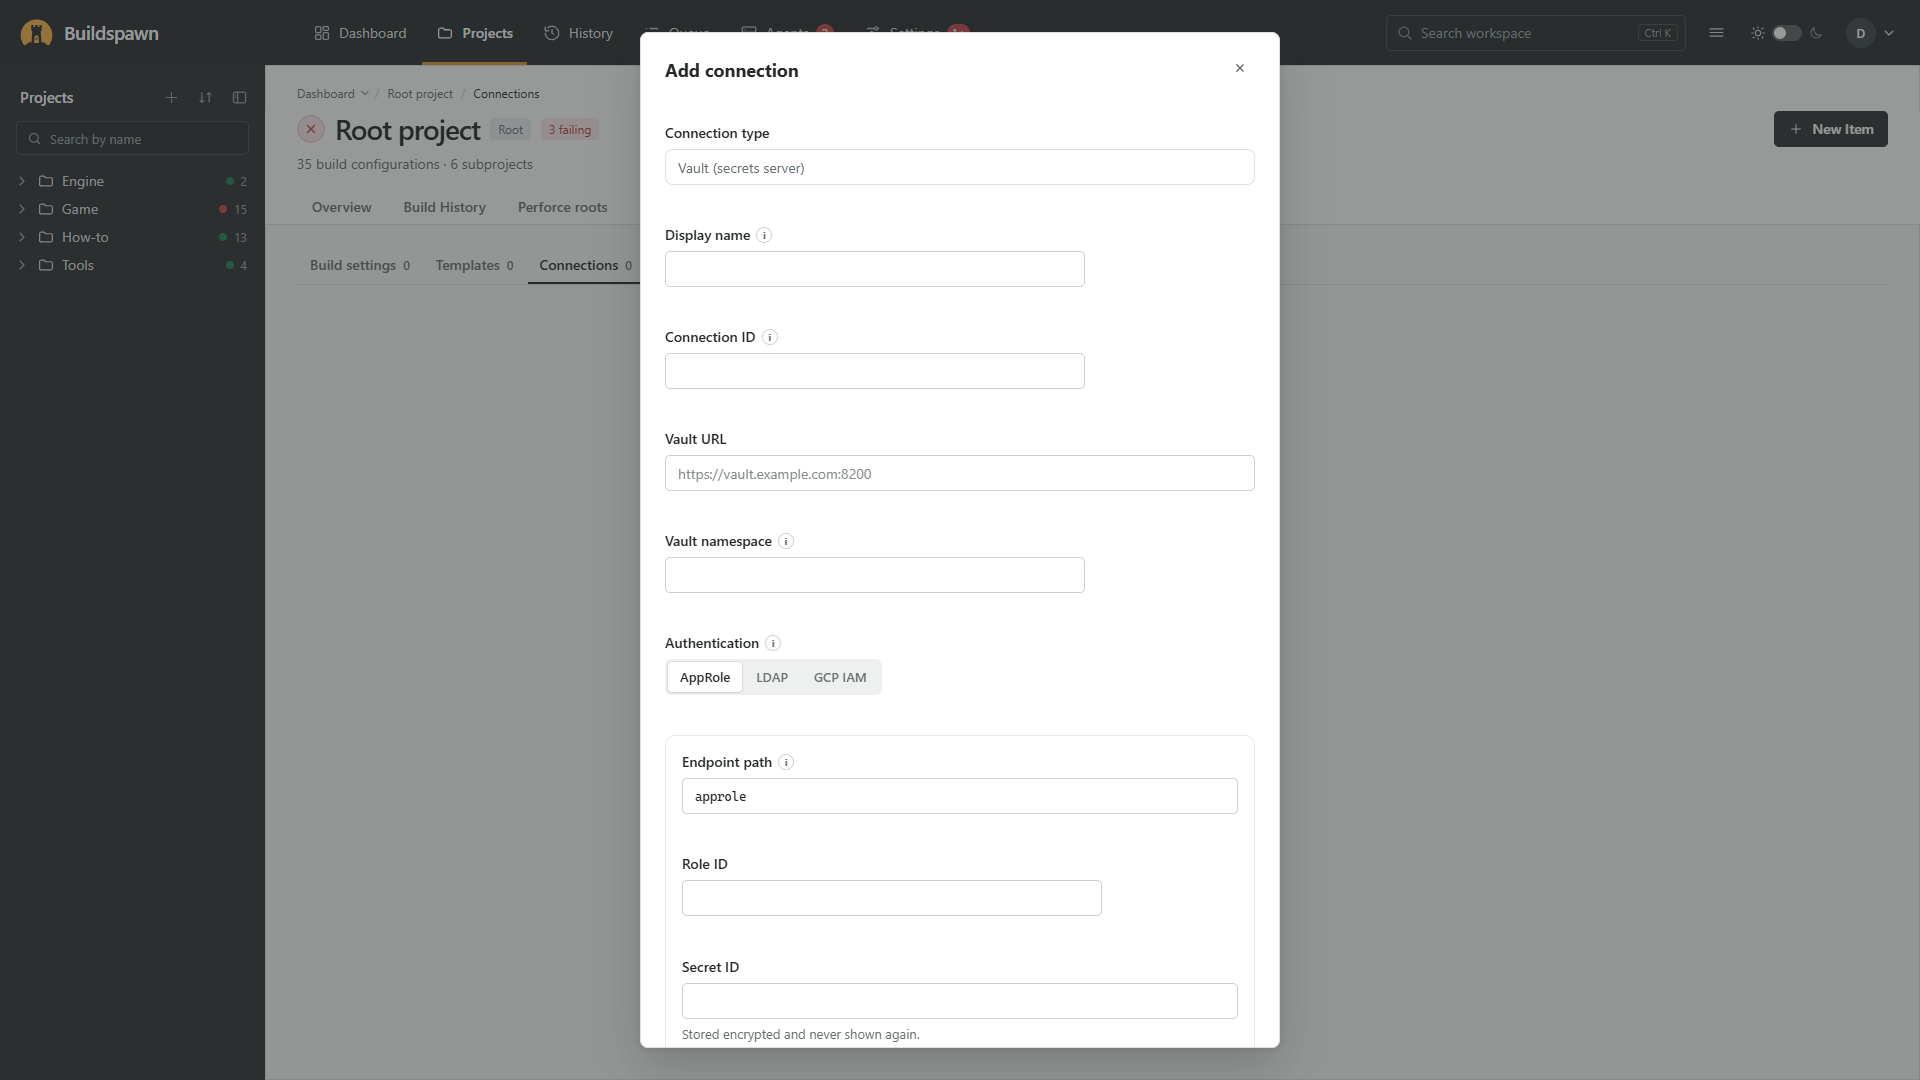 Buildspawn
Dashboard
Projects
History
Queue
Agents
Settings
Search workspace
Ctrl K
D
Projects
Search by name
Engine 2
Game 15
How-to 13
Tools 4
Dashboard / Root project / Connections
Root project Root 3 failing
35 build configurations · 6 subprojects
New Item
Overview
Build History
Perforce roots
Build settings 0
Templates 0
Connections 0
Add connection
Connection type
Vault (secrets server)
Display name
Connection ID
Vault URL
https://vault.example.com:8200
Vault namespace
Authentication
AppRole LDAP GCP IAM
Endpoint path
approle
Role ID
Secret ID
Stored encrypted and never shown again.